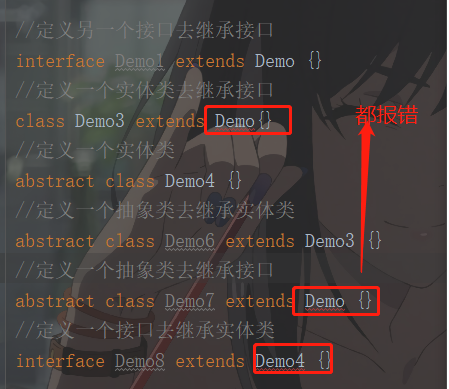 //定义另一个接口去继承接口
interface Demo1 extends Demo {}
//定义一个实体类去继承接口
class Demo3 extends Demo{}
都报错
//定义一个实体类
abstract class Demo4 {}
//定义一个抽象类去继承实体类
abstract class Demo6 extends Demo3 {}
//定义一个抽象类去继承接口
abstract class Demo7 extends Demo {}
//定义一个接口去继承实体类
interface Demo8 extends Demo4 {}